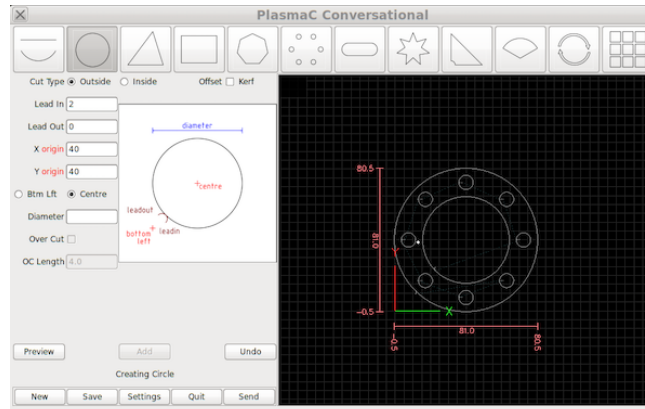 PlasmaC Conversational
Cut Type Outside Inside Offset Kerf
Lead In 2
Lead Out 0
X origin 40
Y origin 40
Btm Lft Centre
Diameter
Over Cut
OC Length 4.0
diameter
centre
leadout
leadin
bottom
left
80.5
81.0
Y
-0.5
X
81.0
-0.5
80.5
Preview Add Undo
Creating Circle
New Save Settings Quit Send